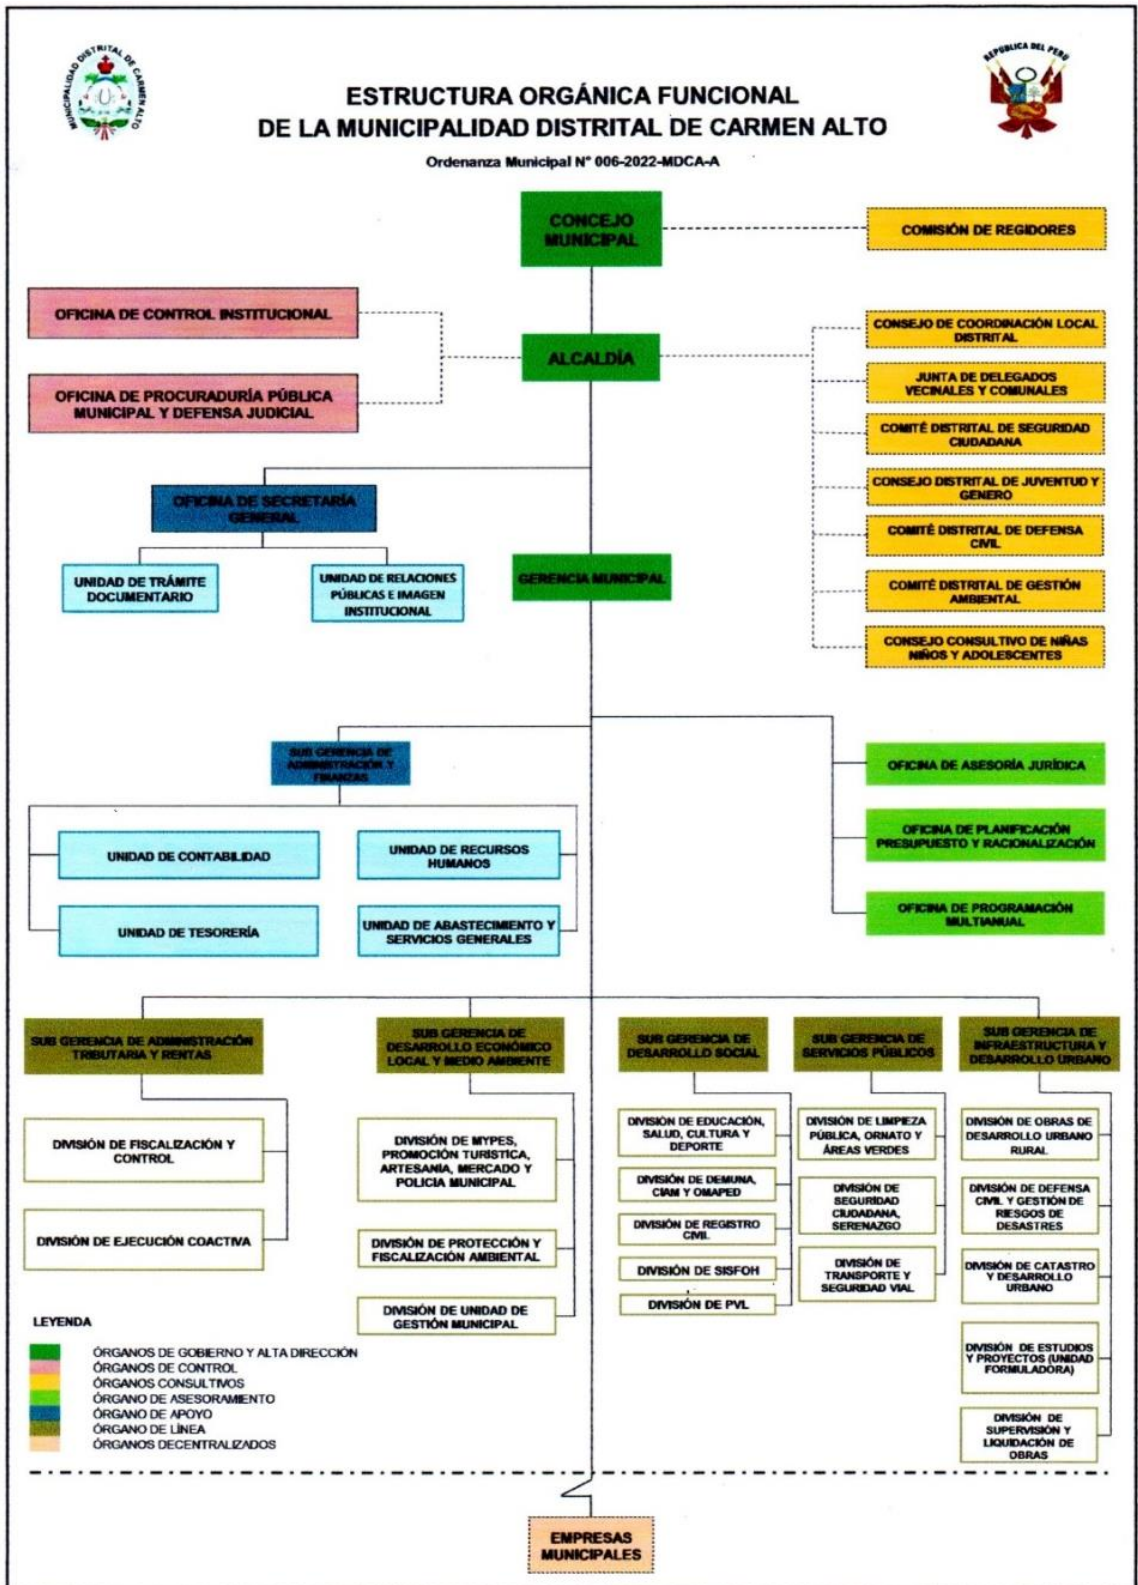 MUNICIPALIDAD DISTRITAL DE CARMEN ALTO
REPÚBLICA DEL PERÚ
ESTRUCTURA ORGÁNICA FUNCIONAL
DE LA MUNICIPALIDAD DISTRITAL DE CARMEN ALTO
Ordenanza Municipal N° 006-2022-MDCA-A
CONCEJO
MUNICIPAL
COMISIÓN DE REGIDORES
OFICINA DE CONTROL INSTITUCIONAL
OFICINA DE PROCURADURÍA PÚBLICA
MUNICIPAL Y DEFENSA JUDICIAL
ALCALDÍA
CONSEJO DE COORDINACIÓN LOCAL
DISTRITAL
JUNTA DE DELEGADOS
VECINALES Y COMUNALES
COMITÉ DISTRITAL DE SEGURIDAD
CIUDADANA
CONSEJO DISTRITAL DE JUVENTUD Y
GENERO
COMITÉ DISTRITAL DE DEFENSA
CIVIL
COMITÉ DISTRITAL DE GESTIÓN
AMBIENTAL
CONSEJO CONSULTIVO DE NIÑAS
NIÑOS Y ADOLESCENTES
OFICINA DE SECRETARÍA
GENERAL
UNIDAD DE TRÁMITE
DOCUMENTARIO
UNIDAD DE RELACIONES
PÚBLICAS E IMAGEN
INSTITUCIONAL
GERENCIA MUNICIPAL
SUB GERENCIA DE
ADMINISTRACIÓN Y
FINANZAS
UNIDAD DE CONTABILIDAD
UNIDAD DE RECURSOS
HUMANOS
UNIDAD DE TESORERÍA
UNIDAD DE ABASTECIMIENTO Y
SERVICIOS GENERALES
OFICINA DE ASESORÍA JURÍDICA
OFICINA DE PLANIFICACIÓN
PRESUPUESTO Y RACIONALIZACIÓN
OFICINA DE PROGRAMACIÓN
MULTIANUAL
SUB GERENCIA DE ADMINISTRACIÓN
TRIBUTARIA Y RENTAS
DIVISIÓN DE FISCALIZACIÓN Y
CONTROL
DIVISIÓN DE EJECUCIÓN COACTIVA
SUB GERENCIA DE
DESARROLLO ECONÓMICO
LOCAL Y MEDIO AMBIENTE
DIVISIÓN DE MYPES,
PROMOCIÓN TURÍSTICA,
ARTESANÍA, MERCADO Y
POLICIA MUNICIPAL
DIVISIÓN DE PROTECCIÓN Y
FISCALIZACIÓN AMBIENTAL
DIVISIÓN DE UNIDAD DE
GESTIÓN MUNICIPAL
SUB GERENCIA DE
DESARROLLO SOCIAL
DIVISIÓN DE EDUCACIÓN,
SALUD, CULTURA Y
DEPORTE
DIVISIÓN DE DEMUNA,
CIAM Y OMAPED
DIVISIÓN DE REGISTRO
CIVIL
DIVISIÓN DE SISFOH
DIVISIÓN DE PVL
SUB GERENCIA DE
SERVICIOS PÚBLICOS
DIVISIÓN DE LIMPIEZA
PÚBLICA, ORNATO Y
ÁREAS VERDES
DIVISIÓN DE
SEGURIDAD
CIUDADANA,
SERENAZGO
DIVISIÓN DE
TRANSPORTE Y
SEGURIDAD VIAL
SUB GERENCIA DE
INFRAESTRUCTURA Y
DESARROLLO URBANO
DIVISIÓN DE OBRAS DE
DESARROLLO URBANO
RURAL
DIVISIÓN DE DEFENSA
CIVIL Y GESTIÓN DE
RIESGOS DE
DESASTRES
DIVISIÓN DE CATASTRO
Y DESARROLLO
URBANO
DIVISIÓN DE ESTUDIOS
Y PROYECTOS (UNIDAD
FORMULADORA)
DIVISIÓN DE
SUPERVISIÓN Y
LIQUIDACIÓN DE
OBRAS
LEYENDA
ÓRGANOS DE GOBIERNO Y ALTA DIRECCIÓN
ÓRGANOS DE CONTROL
ÓRGANOS CONSULTIVOS
ÓRGANO DE ASESORAMIENTO
ÓRGANO DE APOYO
ÓRGANO DE LÍNEA
ÓRGANOS DECENTRALIZADOS
EMPRESAS
MUNICIPALES